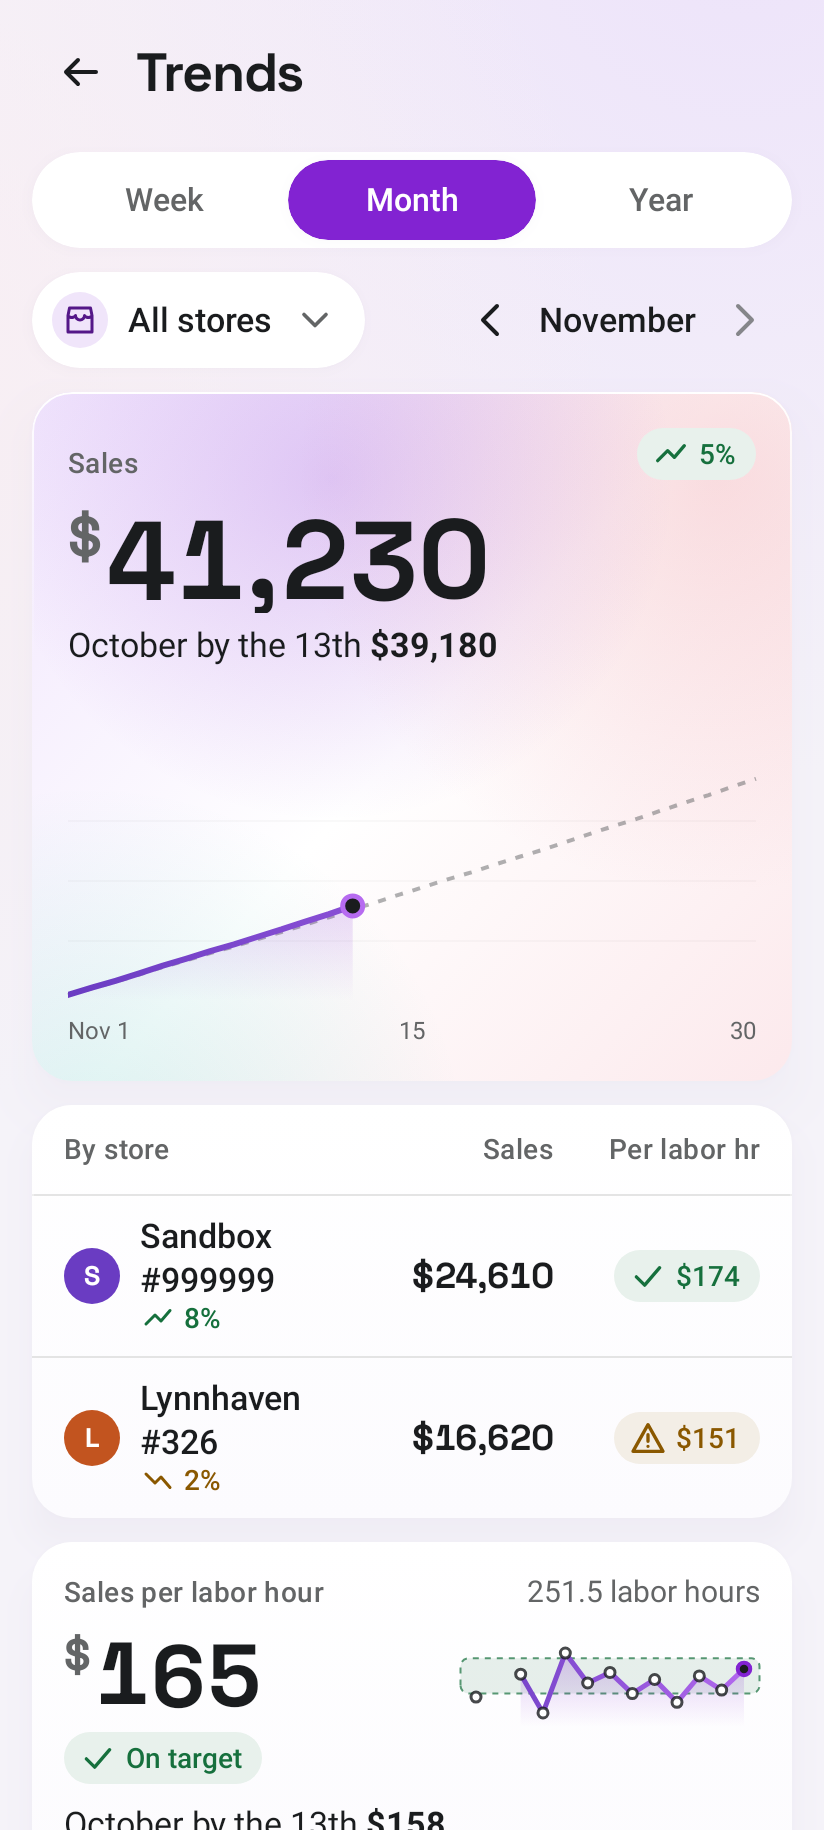 Trends
Week Month Year
All stores November
Sales 5%
$41,230
October by the 13th $39,180
Nov 1 15 30
By store Sales Per labor hr
Sandbox
#999999
8%
S $24,610 $174
Lynnhaven
#326
2%
L $16,620 $151
Sales per labor hour 251.5 labor hours
$165
On target
October by the 13th $158